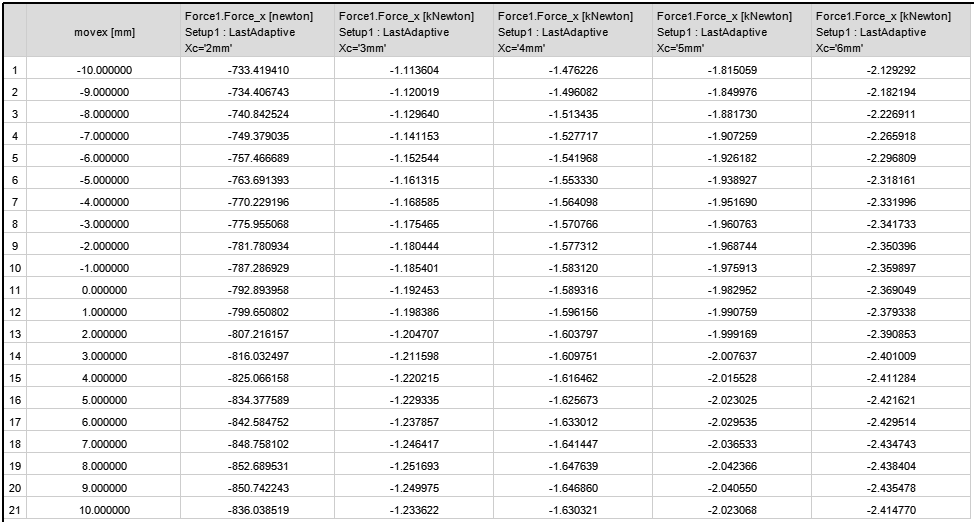 movex [mm] Force1.Force_x [newton] Setup1 : LastAdaptive Xc='2mm' Force1.Force_x [kNewton] Setup1 : LastAdaptive Xc='3mm' Force1.Force_x [kNewton] Setup1 : LastAdaptive Xc='4mm' Force1.Force_x [kNewton] Setup1 : LastAdaptive Xc='5mm' Force1.Force_x [kNewton] Setup1 : LastAdaptive Xc='6mm'
1 -10.000000 -733.419410 -1.113604 -1.476226 -1.815059 -2.129292
2 -9.000000 -734.406743 -1.120019 -1.496082 -1.849976 -2.182194
3 -8.000000 -740.842524 -1.129640 -1.513435 -1.881730 -2.226911
4 -7.000000 -749.379035 -1.141153 -1.527717 -1.907259 -2.265918
5 -6.000000 -757.466689 -1.152544 -1.541968 -1.926182 -2.296809
6 -5.000000 -763.691393 -1.161315 -1.553330 -1.938927 -2.318161
7 -4.000000 -770.229196 -1.168585 -1.564098 -1.951690 -2.331996
8 -3.000000 -775.955068 -1.175465 -1.570766 -1.960763 -2.341733
9 -2.000000 -781.780934 -1.180444 -1.577312 -1.968744 -2.350396
10 -1.000000 -787.286929 -1.185401 -1.583120 -1.975913 -2.359897
11 0.000000 -792.893958 -1.192453 -1.589316 -1.982952 -2.369049
12 1.000000 -799.650802 -1.198386 -1.596156 -1.990759 -2.379338
13 2.000000 -807.216157 -1.204707 -1.603797 -1.999169 -2.390853
14 3.000000 -816.032497 -1.211598 -1.609751 -2.007637 -2.401009
15 4.000000 -825.066158 -1.220215 -1.616462 -2.015528 -2.411284
16 5.000000 -834.377589 -1.229335 -1.625673 -2.023025 -2.421621
17 6.000000 -842.584752 -1.237857 -1.633012 -2.029535 -2.429514
18 7.000000 -848.758102 -1.246417 -1.641447 -2.036533 -2.434743
19 8.000000 -852.689531 -1.251693 -1.647639 -2.042366 -2.438404
20 9.000000 -850.742243 -1.249975 -1.646860 -2.040550 -2.435478
21 10.000000 -836.038519 -1.233622 -1.630321 -2.023068 -2.414770